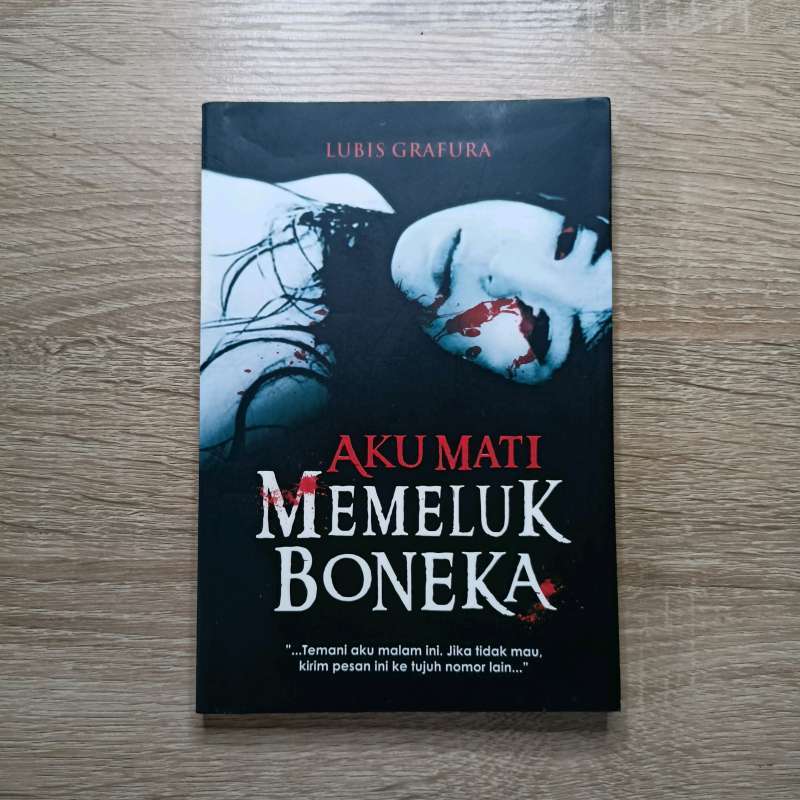 LUBIS GRAFURA
AKU MATI
MEMELUK
BONEKA
"...Temani aku malam ini. Jika tidak mau,
kirim pesan ini ke tujuh nomor lain..."